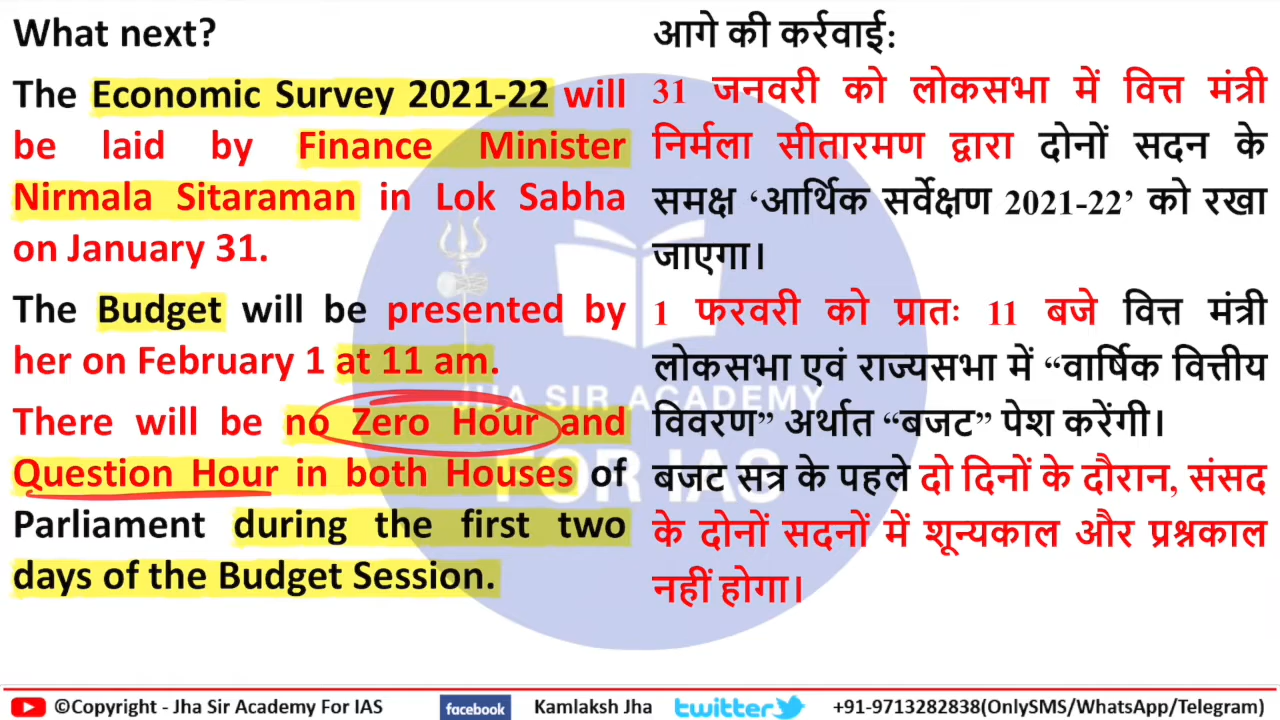 What next?
The Economic Survey 2021-22 will
be laid by Finance Minister
Nirmala Sitaraman in Lok Sabha
on January 31.
The Budget will be presented by
her on February 1 at 11 am.
There will be no Zero Hour and
Question Hour in both Houses of
Parliament during the first two
days of the Budget Session.
आगे की कर्रवाई:
31 जनवरी को लोकसभा में वित्त मंत्री
निर्मला सीतारमण द्वारा दोनों सदन के
समक्ष ‘आर्थिक सर्वेक्षण 2021-22’ को रखा
जाएगा।
1 फरवरी को प्रातः 11 बजे वित्त मंत्री
लोकसभा एवं राज्यसभा में “वार्षिक वित्तीय
विवरण” अर्थात “बजट” पेश करेंगी।
बजट सत्र के पहले दो दिनों के दौरान, संसद
के दोनों सदनों में शून्यकाल और प्रश्नकाल
नहीं होगा।
JHA SIR ACADEMY
FOR IAS
©Copyright - Jha Sir Academy For IAS facebook Kamlaksh Jha twitter +91-9713282838(OnlySMS/WhatsApp/Telegram)